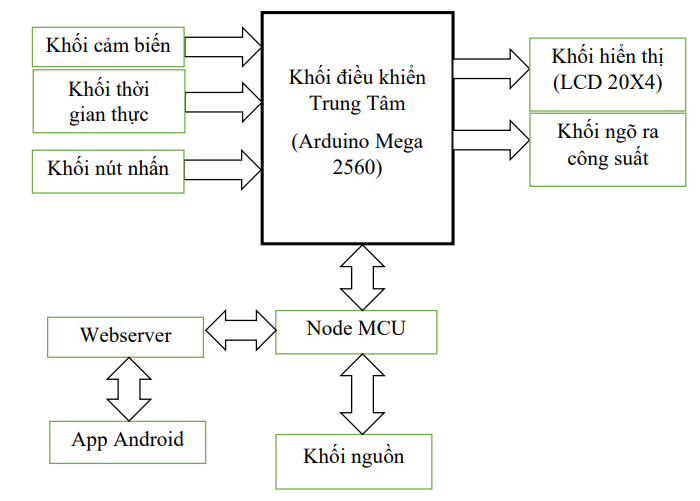 Khối cảm biến
Khối thời
gian thực
Khối nút nhấn
Khối điều khiển
Trung Tâm
(Arduino Mega
2560)
Khối hiển thị
(LCD 20X4)
Khối ngõ ra
công suất
Webserver
Node MCU
App Android
Khối nguồn